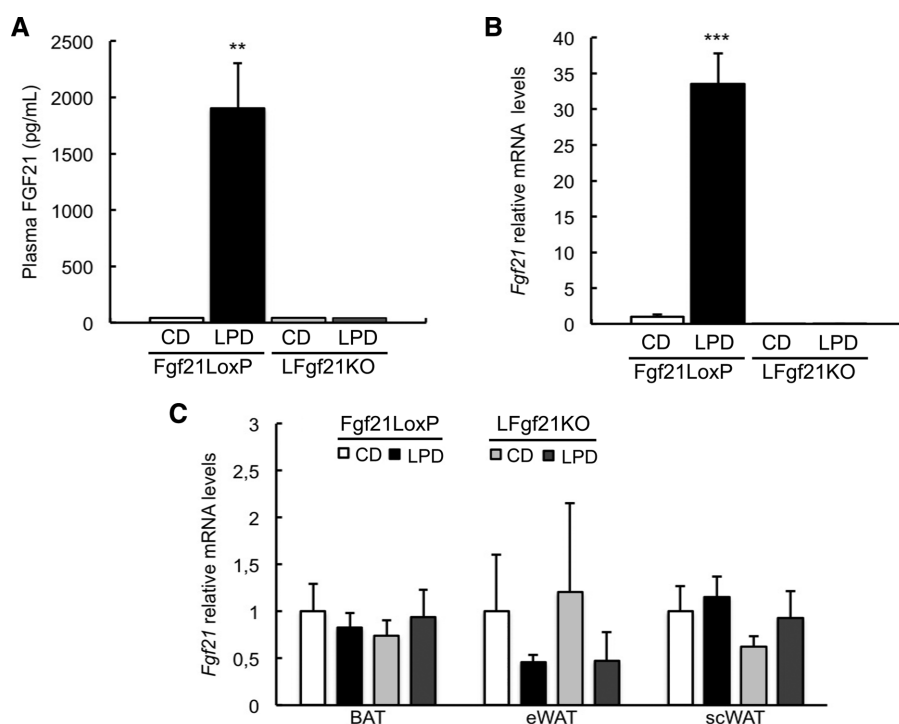 A
Plasma FGF21 (pg/mL)
2500
2000
1500
1000
500
0
**
CD LPD CD LPD
Fgf21LoxP LFgf21KO
B
Fgf21 relative mRNA levels
40
35
30
25
20
15
10
5
0
***
CD LPD CD LPD
Fgf21LoxP LFgf21KO
C
Fgf21 relative mRNA levels
3
2,5
2
1,5
1
0,5
0
Fgf21LoxP LFgf21KO
CD LPD CD LPD
BAT eWAT scWAT